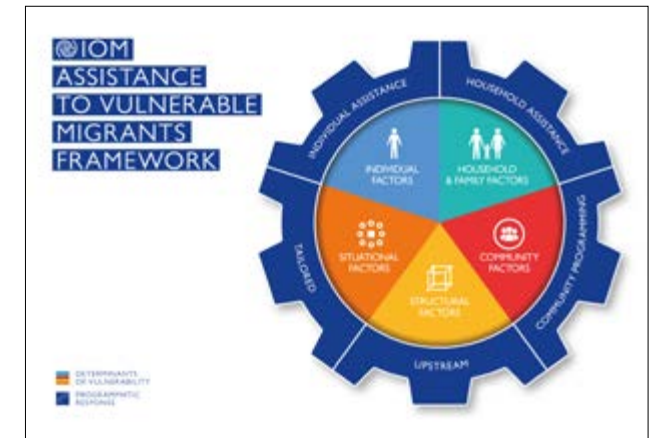 @IOM
ASSISTANCE
TO VULNERABLE
MIGRANTS
FRAMEWORK
INDIVIDUAL ASSISTANCE
HOUSEHOLD ASSISTANCE
INDIVIDUAL
FACTORS
HOUSEHOLD
& FAMILY FACTORS
SITUATIONAL
FACTORS
COMMUNITY
FACTORS
STRUCTURAL
FACTORS
TAILORED
COMMUNITY PROGRAMMING
UPSTREAM
DETERMINANTS
OF VULNERABILITY
PROGRAMMATIC
RESPONSE